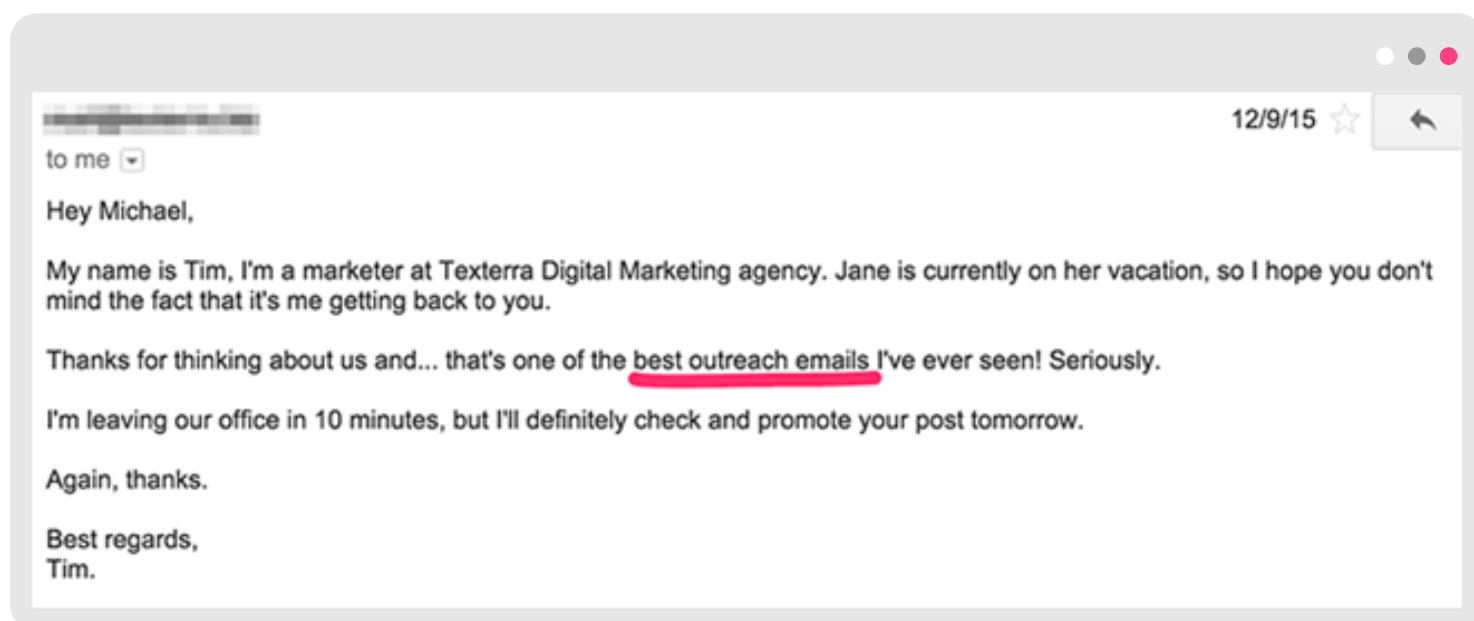 12/9/15
to me
Hey Michael,
My name is Tim, I'm a marketer at Texterra Digital Marketing agency. Jane is currently on her vacation, so I hope you don't
mind the fact that it's me getting back to you.
Thanks for thinking about us and... that's one of the best outreach emails I've ever seen! Seriously.
I'm leaving our office in 10 minutes, but I'll definitely check and promote your post tomorrow.
Again, thanks.
Best regards,
Tim.